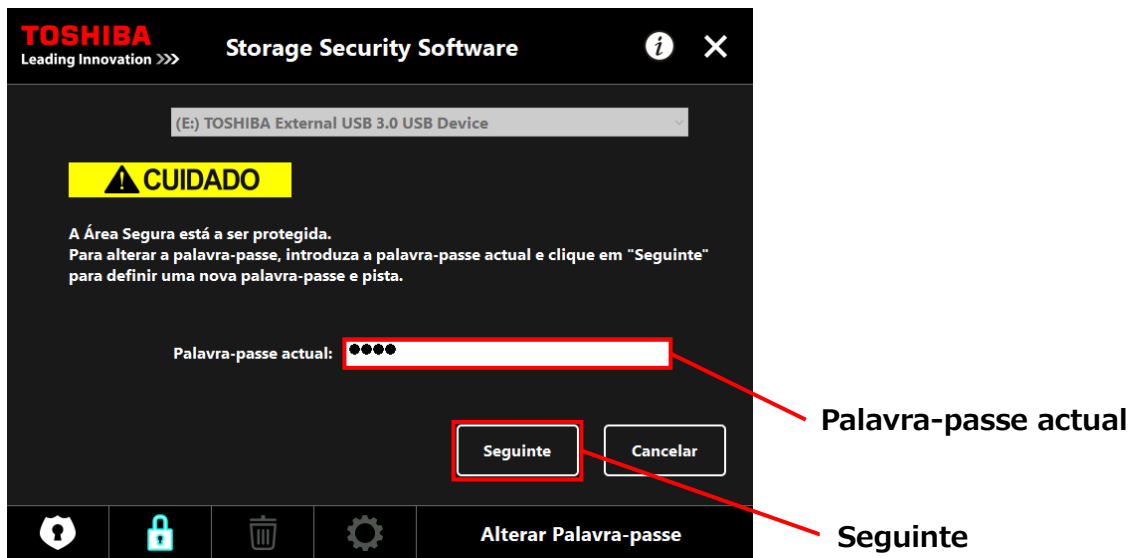 TOSHIBA
Leading Innovation >>>
Storage Security Software
i
(E:) TOSHIBA External USB 3.0 USB Device
CUIDADO
A Área Segura está a ser protegida.
Para alterar a palavra-passe, introduza a palavra-passe actual e clique em "Seguinte"
para definir uma nova palavra-passe e pista.
Palavra-passe actual: ●●●●
Palavra-passe actual
Seguinte
Cancelar
Alterar Palavra-passe
Seguinte